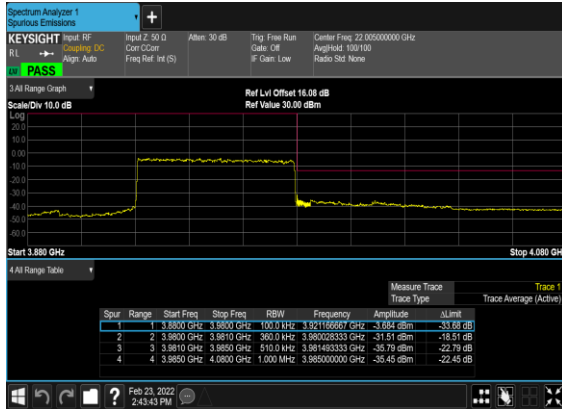 Spectrum Analyzer 1
Spurious Emissions
+
KEYSIGHT Input: RF Input Z: 50 Ω Atten: 30 dB Trig: Free Run Center Freq: 22.005000000 GHz
RL Coupling: DC Corr CCorr Gate: Off Avg|Hold: 100/100
Align: Auto Freq Ref: Int (S) IF Gain: Low Radio Std: None
PASS
3 All Range Graph Ref Lvl Offset 16.08 dB
Scale/Div 10.0 dB Ref Value 30.00 dBm
Log
20.0
10.0
0.00
-10.0
-20.0
-30.0
-40.0
-50.0
-60.0
Start 3.880 GHz Stop 4.080 GH
4 All Range Table
Measure Trace Trace 1
Trace Type Trace Average (Active)
Spur Range Start Freq Stop Freq RBW Frequency Amplitude ΔLimit
1 1 3.8800 GHz 3.9800 GHz 100.0 kHz 3.921166667 GHz -3.684 dBm -33.68 dB
2 2 3.9800 GHz 3.9810 GHz 360.0 kHz 3.980028333 GHz -31.51 dBm -18.51 dB
3 3 3.9810 GHz 3.9850 GHz 510.0 kHz 3.981493333 GHz -35.79 dBm -22.79 dB
4 4 3.9850 GHz 4.0800 GHz 1.000 MHz 3.985000000 GHz -35.45 dBm -22.45 dB
? Feb 23, 2022
2:43:43 PM